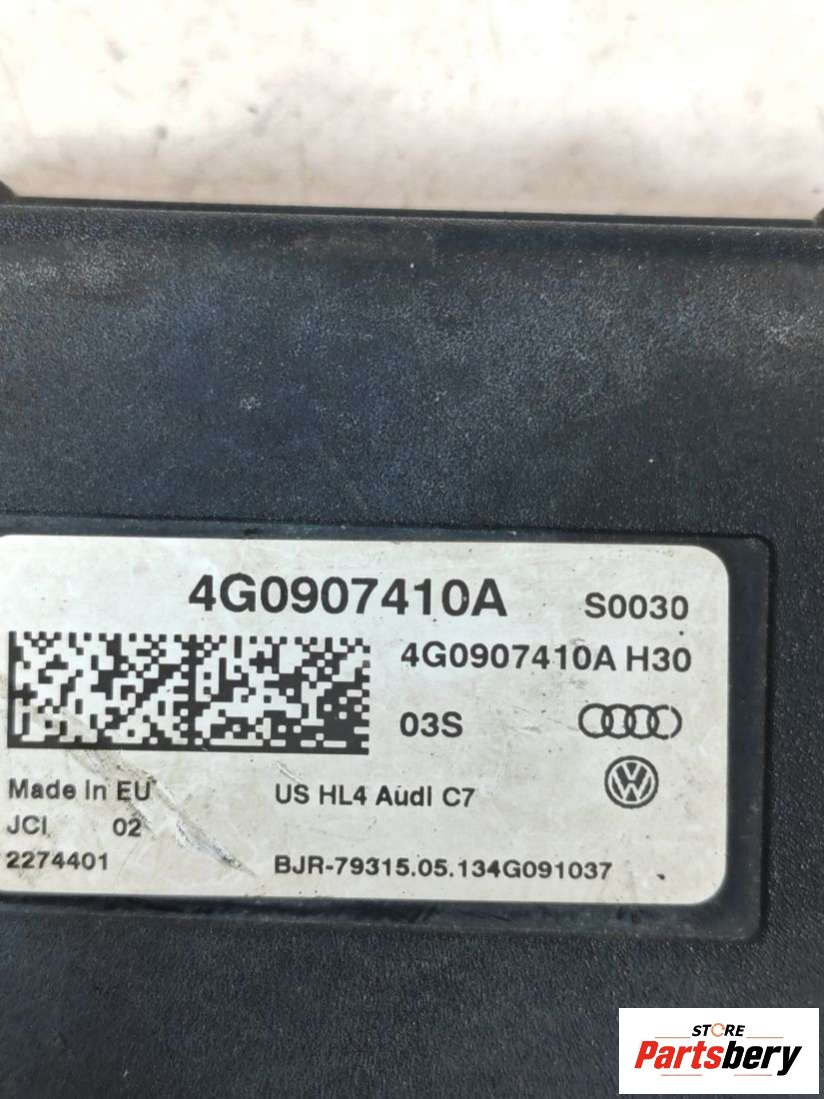 4G0907410A S0030
4G0907410A H30
03S
Made In EU US HL4 Audi C7
JCI 02
2274401 BJR-79315.05.134G091037
STORE
Partsbery